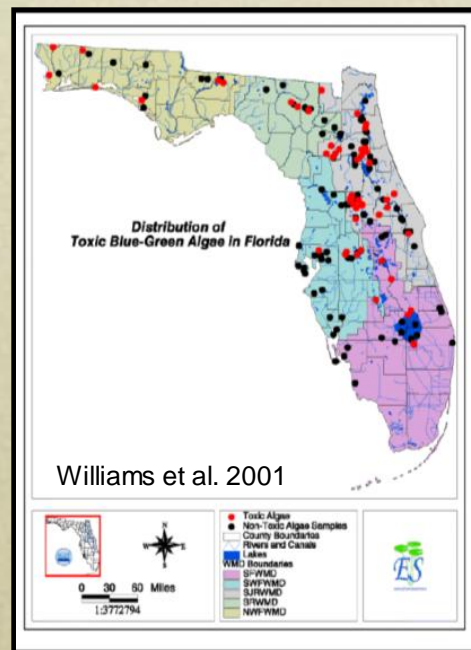 Distribution of
Toxic Blue-Green Algae in Florida
Williams et al. 2001
N
W
E
S
0 30 60 Miles
1:3772794
Toxic Algae
Non-Toxic Algae Samples
County Boundaries
Rivers and Canals
Lakes
WMD Boundaries
SFWMD
SWFWMD
SJRWMD
SRWMD
NWFWMD